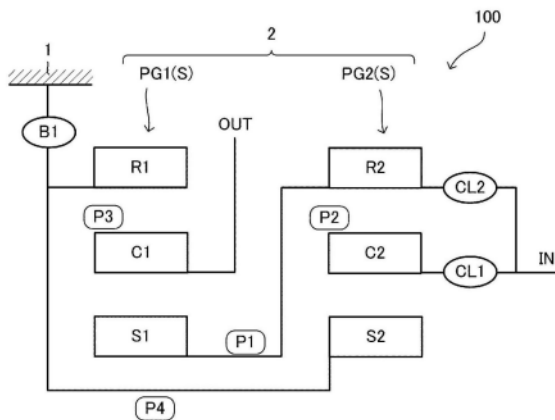 1
2
100
PG1(S)
PG2(S)
B1
OUT
R1
R2
CL2
P3
P2
C1
C2
CL1
IN
S1
P1
S2
P4